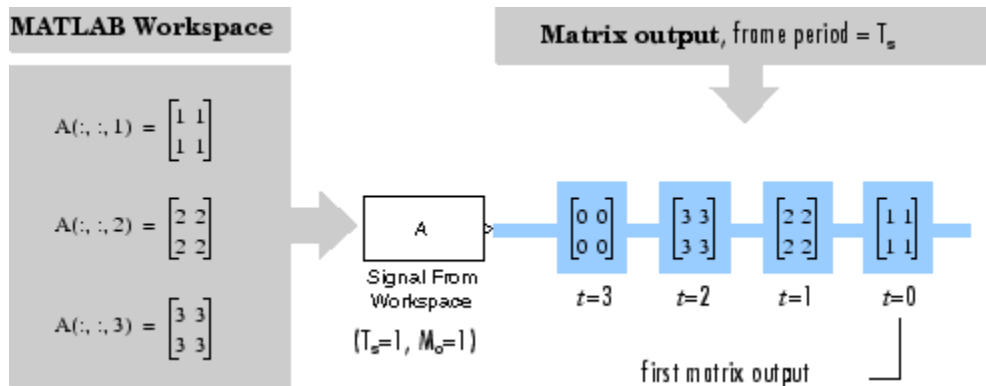 MATLAB Workspace
A(:, :, 1) = [1 1
1 1]
A(:, :, 2) = [2 2
2 2]
A(:, :, 3) = [3 3
3 3]
Matrix output, frame period = Tₛ
A
Signal From
Workspace
(Tₛ=1, Mₒ=1)
[0 0
0 0]
t=3
[3 3
3 3]
t=2
[2 2
2 2]
t=1
[1 1
1 1]
t=0
first matrix output